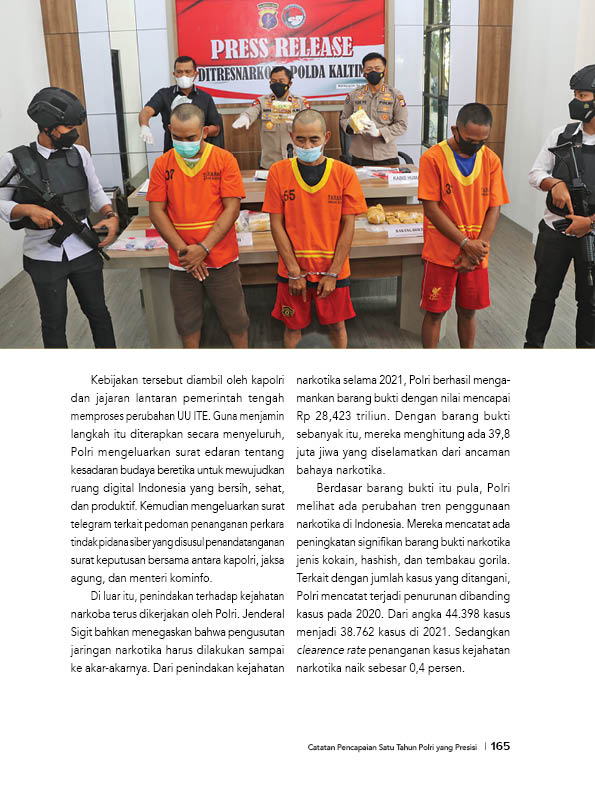 PRESS RELEASE
DITRESNARKOBA POLDA KALTIM
KABID HUMAS
37
55
3
Kebijakan tersebut diambil oleh kapolri
dan jajaran lantaran pemerintah tengah
memproses perubahan UU ITE. Guna menjamin
langkah itu diterapkan secara menyeluruh,
Polri mengeluarkan surat edaran tentang
kesadaran budaya beretika untuk mewujudkan
ruang digital Indonesia yang bersih, sehat,
dan produktif. Kemudian mengeluarkan surat
telegram terkait pedoman penanganan perkara
tindak pidana siber yang disusul penandatanganan
surat keputusan bersama antara kapolri, jaksa
agung, dan menteri kominfo.
Di luar itu, penindakan terhadap kejahatan
narkoba terus dikerjakan oleh Polri. Jenderal
Sigit bahkan menegaskan bahwa pengusutan
jaringan narkotika harus dilakukan sampai
ke akar-akarnya. Dari penindakan kejahatan
narkotika selama 2021, Polri berhasil menga-
mankan barang bukti dengan nilai mencapai
Rp 28,423 triliun. Dengan barang bukti
sebanyak itu, mereka menghitung ada 39,8
juta jiwa yang diselamatkan dari ancaman
bahaya narkotika.
Berdasar barang bukti itu pula, Polri
melihat ada perubahan tren penggunaan
narkotika di Indonesia. Mereka mencatat ada
peningkatan signifikan barang bukti narkotika
jenis kokain, hashish, dan tembakau gorila.
Terkait dengan jumlah kasus yang ditangani,
Polri mencatat terjadi penurunan dibanding
kasus pada 2020. Dari angka 44.398 kasus
menjadi 38.762 kasus di 2021. Sedangkan
clearence rate penanganan kasus kejahatan
narkotika naik sebesar 0,4 persen.
Catatan Pencapaian Satu Tahun Polri yang Presisi | 165